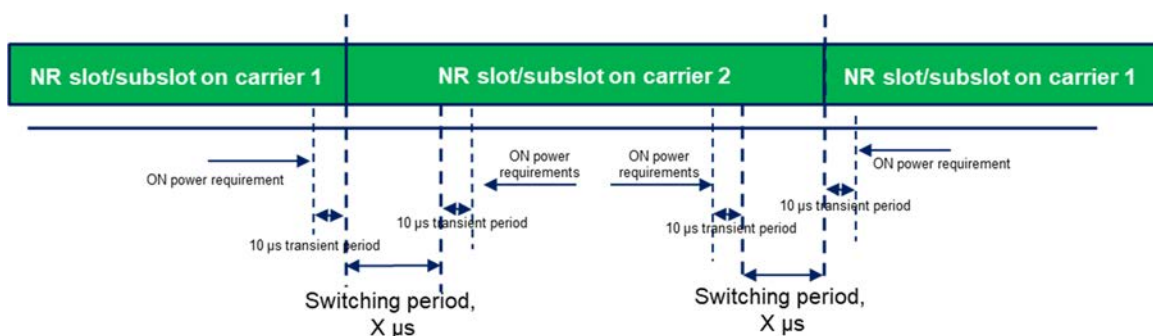 NR slot/subslot on carrier 1
NR slot/subslot on carrier 2
NR slot/subslot on carrier 1
ON power requirement
ON power
requirements
ON power
requirements
ON power requirement
10 µs transient period
10 µs transient period
10 µs transient period
10 µs transient period
Switching period,
X µs
Switching period,
X µs